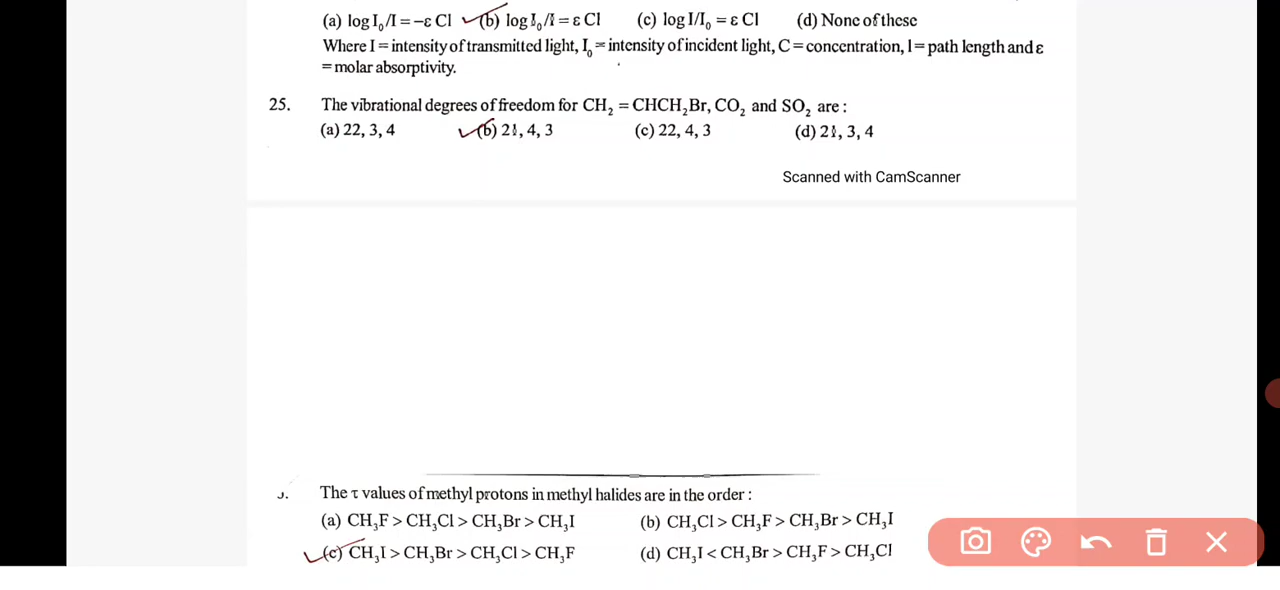 (a) log I₀/I = −ε Cl (b) log I₀/I = ε Cl (c) log I/I₀ = ε Cl (d) None of these
Where I = intensity of transmitted light, I₀ = intensity of incident light, C = concentration, l = path length and ε
= molar absorptivity.
25. The vibrational degrees of freedom for CH₂ = CHCH₂Br, CO₂ and SO₂ are :
(a) 22, 3, 4 (b) 21, 4, 3 (c) 22, 4, 3 (d) 21, 3, 4
Scanned with CamScanner
The τ values of methyl protons in methyl halides are in the order :
(a) CH₃F > CH₃Cl > CH₃Br > CH₃I (b) CH₃Cl > CH₃F > CH₃Br > CH₃I
(c) CH₃I > CH₃Br > CH₃Cl > CH₃F (d) CH₃I < CH₃Br > CH₃F > CH₃Cl